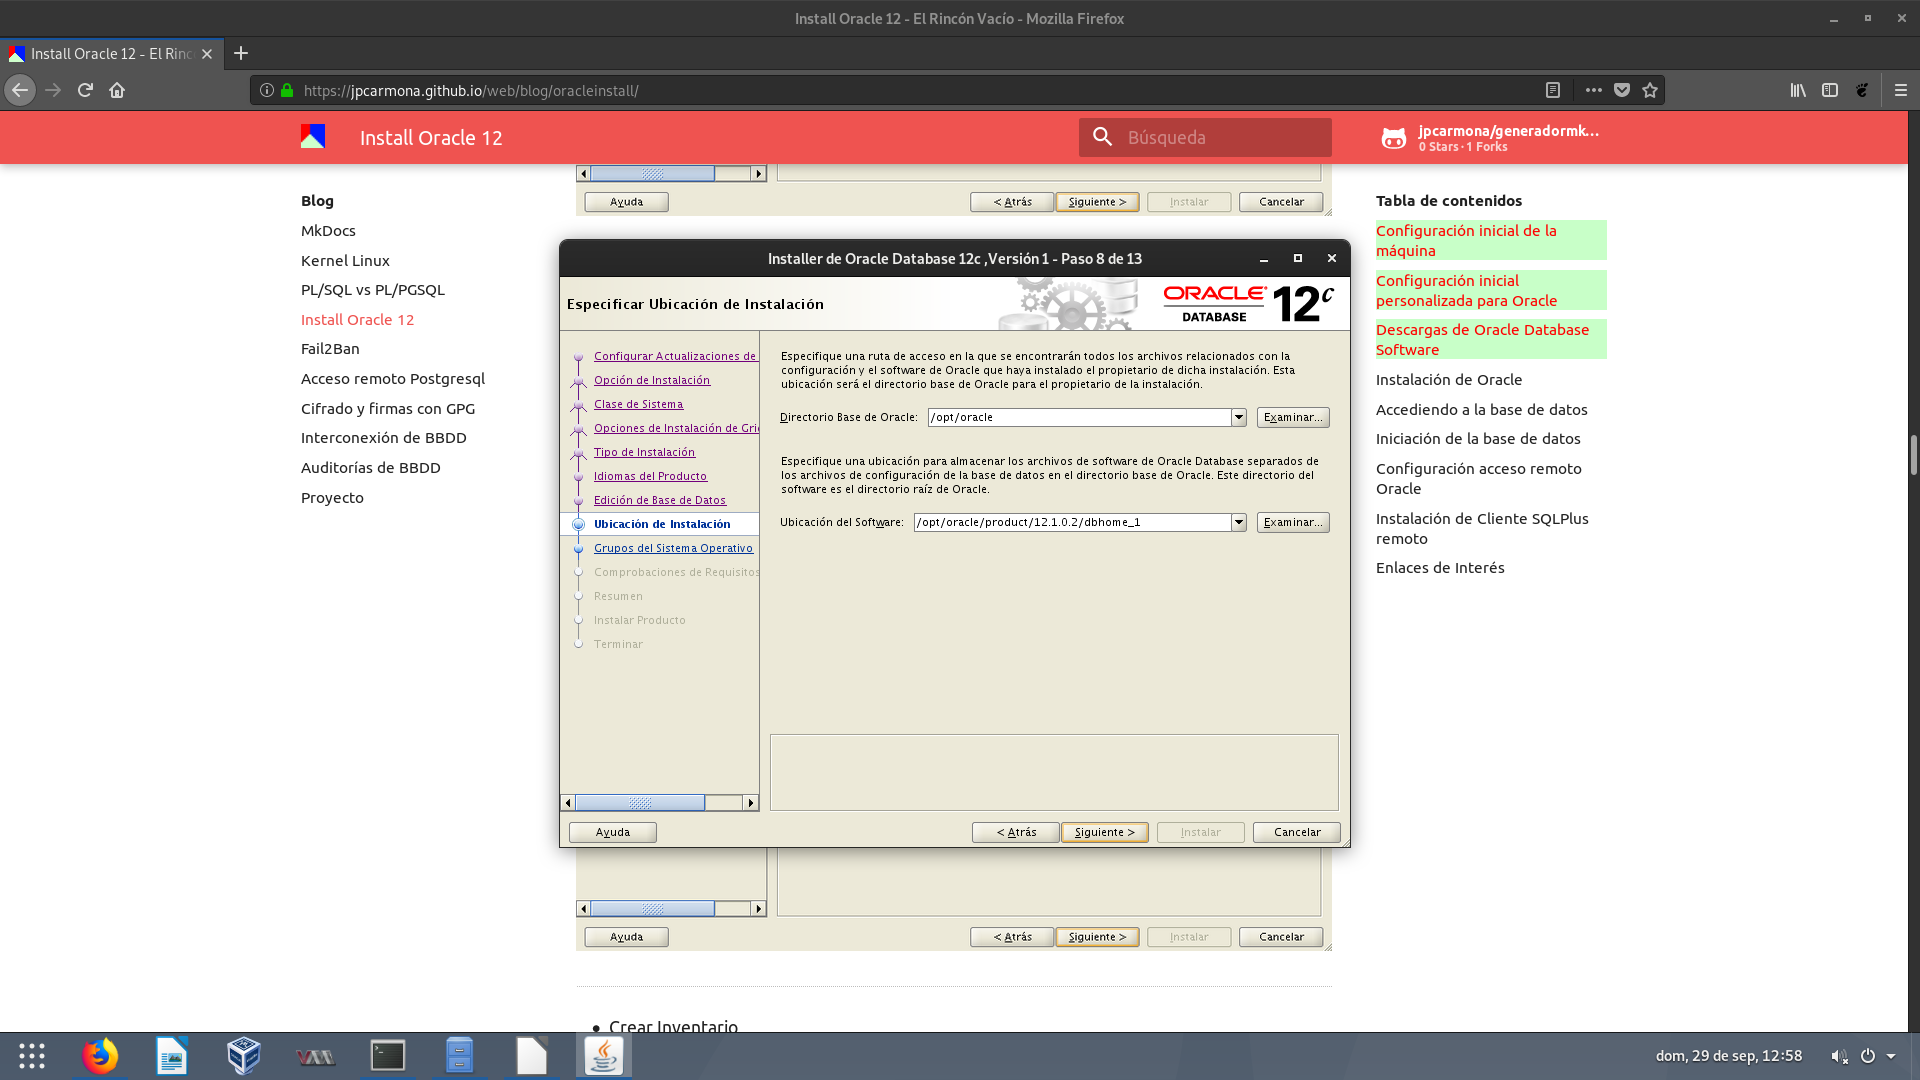 Install Oracle 12 - El Rincón Vacío - Mozilla Firefox
Install Oracle 12 - El Rinc
https://jpcarmona.github.io/web/blog/oracleinstall/
Install Oracle 12
Búsqueda
jpcarmona/generadormk...
0 Stars · 1 Forks
Blog
MkDocs
Kernel Linux
PL/SQL vs PL/PGSQL
Install Oracle 12
Fail2Ban
Acceso remoto Postgresql
Cifrado y firmas con GPG
Interconexión de BBDD
Auditorías de BBDD
Proyecto
Ayuda
< Atrás
Siguiente >
Instalar
Cancelar
Installer de Oracle Database 12c ,Versión 1 - Paso 8 de 13
Especificar Ubicación de Instalación
ORACLE
DATABASE
12c
Configurar Actualizaciones de
Opción de Instalación
Clase de Sistema
Opciones de Instalación de Gri
Tipo de Instalación
Idiomas del Producto
Edición de Base de Datos
Ubicación de Instalación
Grupos del Sistema Operativo
Comprobaciones de Requisitos
Resumen
Instalar Producto
Terminar
Especifique una ruta de acceso en la que se encontrarán todos los archivos relacionados con la
configuración y el software de Oracle que haya instalado el propietario de dicha instalación. Esta
ubicación será el directorio base de Oracle para el propietario de la instalación.
Directorio Base de Oracle:
/opt/oracle
Examinar...
Especifique una ubicación para almacenar los archivos de software de Oracle Database separados de
los archivos de configuración de la base de datos en el directorio base de Oracle. Este directorio del
software es el directorio raíz de Oracle.
Ubicación del Software:
/opt/oracle/product/12.1.0.2/dbhome_1
Examinar...
Ayuda
< Atrás
Siguiente >
Instalar
Cancelar
Ayuda
< Atrás
Siguiente >
Instalar
Cancelar
Crear Inventario
Tabla de contenidos
Configuración inicial de la
máquina
Configuración inicial
personalizada para Oracle
Descargas de Oracle Database
Software
Instalación de Oracle
Accediendo a la base de datos
Iniciación de la base de datos
Configuración acceso remoto
Oracle
Instalación de Cliente SQLPlus
remoto
Enlaces de Interés
dom, 29 de sep, 12:58